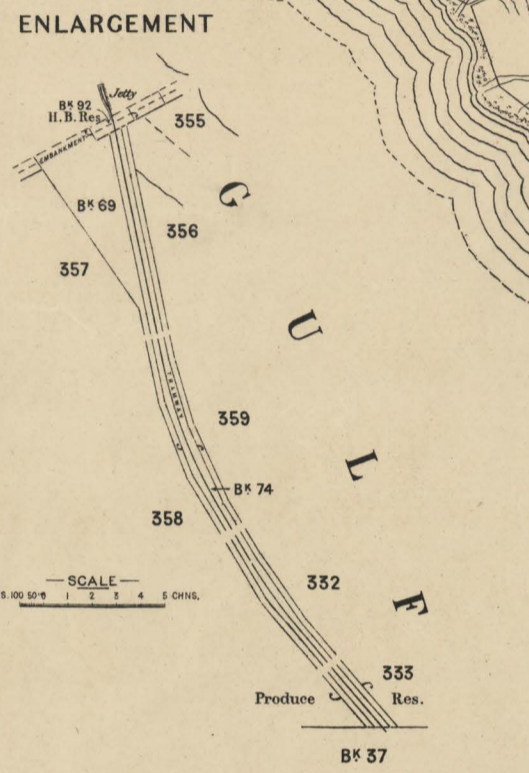 ENLARGEMENT
Jetty
BK 92
H.B. Res
355
EMBANKMENT
BK 69
356
357
G
U
L
F
TRAMWAY
359
BK 74
358
SCALE
S. 100 50 0 1 2 3 4 5 CHNS.
332
333
Produce Res.
BK 37